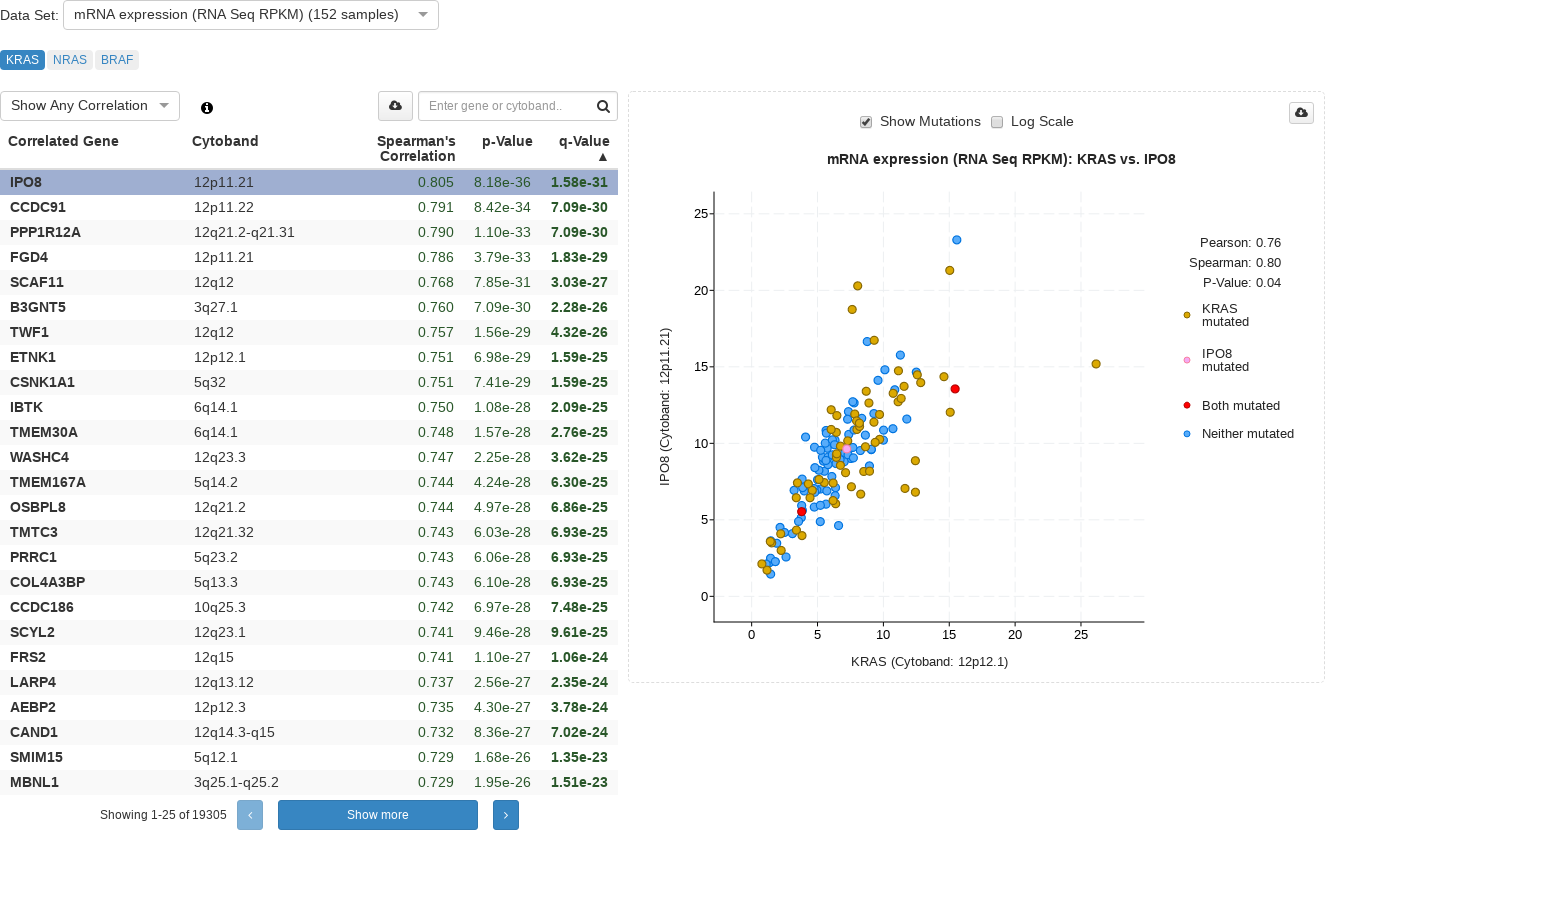 Data Set: mRNA expression (RNA Seq RPKM) (152 samples)
KRAS NRAS BRAF
Show Any Correlation
Enter gene or cytoband..
Correlated Gene Cytoband Spearman's Correlation p-Value q-Value ▲
IPO8 12p11.21 0.805 8.18e-36 1.58e-31
CCDC91 12p11.22 0.791 8.42e-34 7.09e-30
PPP1R12A 12q21.2-q21.31 0.790 1.10e-33 7.09e-30
FGD4 12p11.21 0.786 3.79e-33 1.83e-29
SCAF11 12q12 0.768 7.85e-31 3.03e-27
B3GNT5 3q27.1 0.760 7.09e-30 2.28e-26
TWF1 12q12 0.757 1.56e-29 4.32e-26
ETNK1 12p12.1 0.751 6.98e-29 1.59e-25
CSNK1A1 5q32 0.751 7.41e-29 1.59e-25
IBTK 6q14.1 0.750 1.08e-28 2.09e-25
TMEM30A 6q14.1 0.748 1.57e-28 2.76e-25
WASHC4 12q23.3 0.747 2.25e-28 3.62e-25
TMEM167A 5q14.2 0.744 4.24e-28 6.30e-25
OSBPL8 12q21.2 0.744 4.97e-28 6.86e-25
TMTC3 12q21.32 0.743 6.03e-28 6.93e-25
PRRC1 5q23.2 0.743 6.06e-28 6.93e-25
COL4A3BP 5q13.3 0.743 6.10e-28 6.93e-25
CCDC186 10q25.3 0.742 6.97e-28 7.48e-25
SCYL2 12q23.1 0.741 9.46e-28 9.61e-25
FRS2 12q15 0.741 1.10e-27 1.06e-24
LARP4 12q13.12 0.737 2.56e-27 2.35e-24
AEBP2 12p12.3 0.735 4.30e-27 3.78e-24
CAND1 12q14.3-q15 0.732 8.36e-27 7.02e-24
SMIM15 5q12.1 0.729 1.68e-26 1.35e-23
MBNL1 3q25.1-q25.2 0.729 1.95e-26 1.51e-23
Showing 1-25 of 19305 ‹ Show more ›
Show Mutations Log Scale
mRNA expression (RNA Seq RPKM): KRAS vs. IPO8
25
20
15
10
5
0
IPO8 (Cytoband: 12p11.21)
0 5 10 15 20 25
KRAS (Cytoband: 12p12.1)
Pearson: 0.76
Spearman: 0.80
P-Value: 0.04
KRAS
mutated
IPO8
mutated
Both mutated
Neither mutated